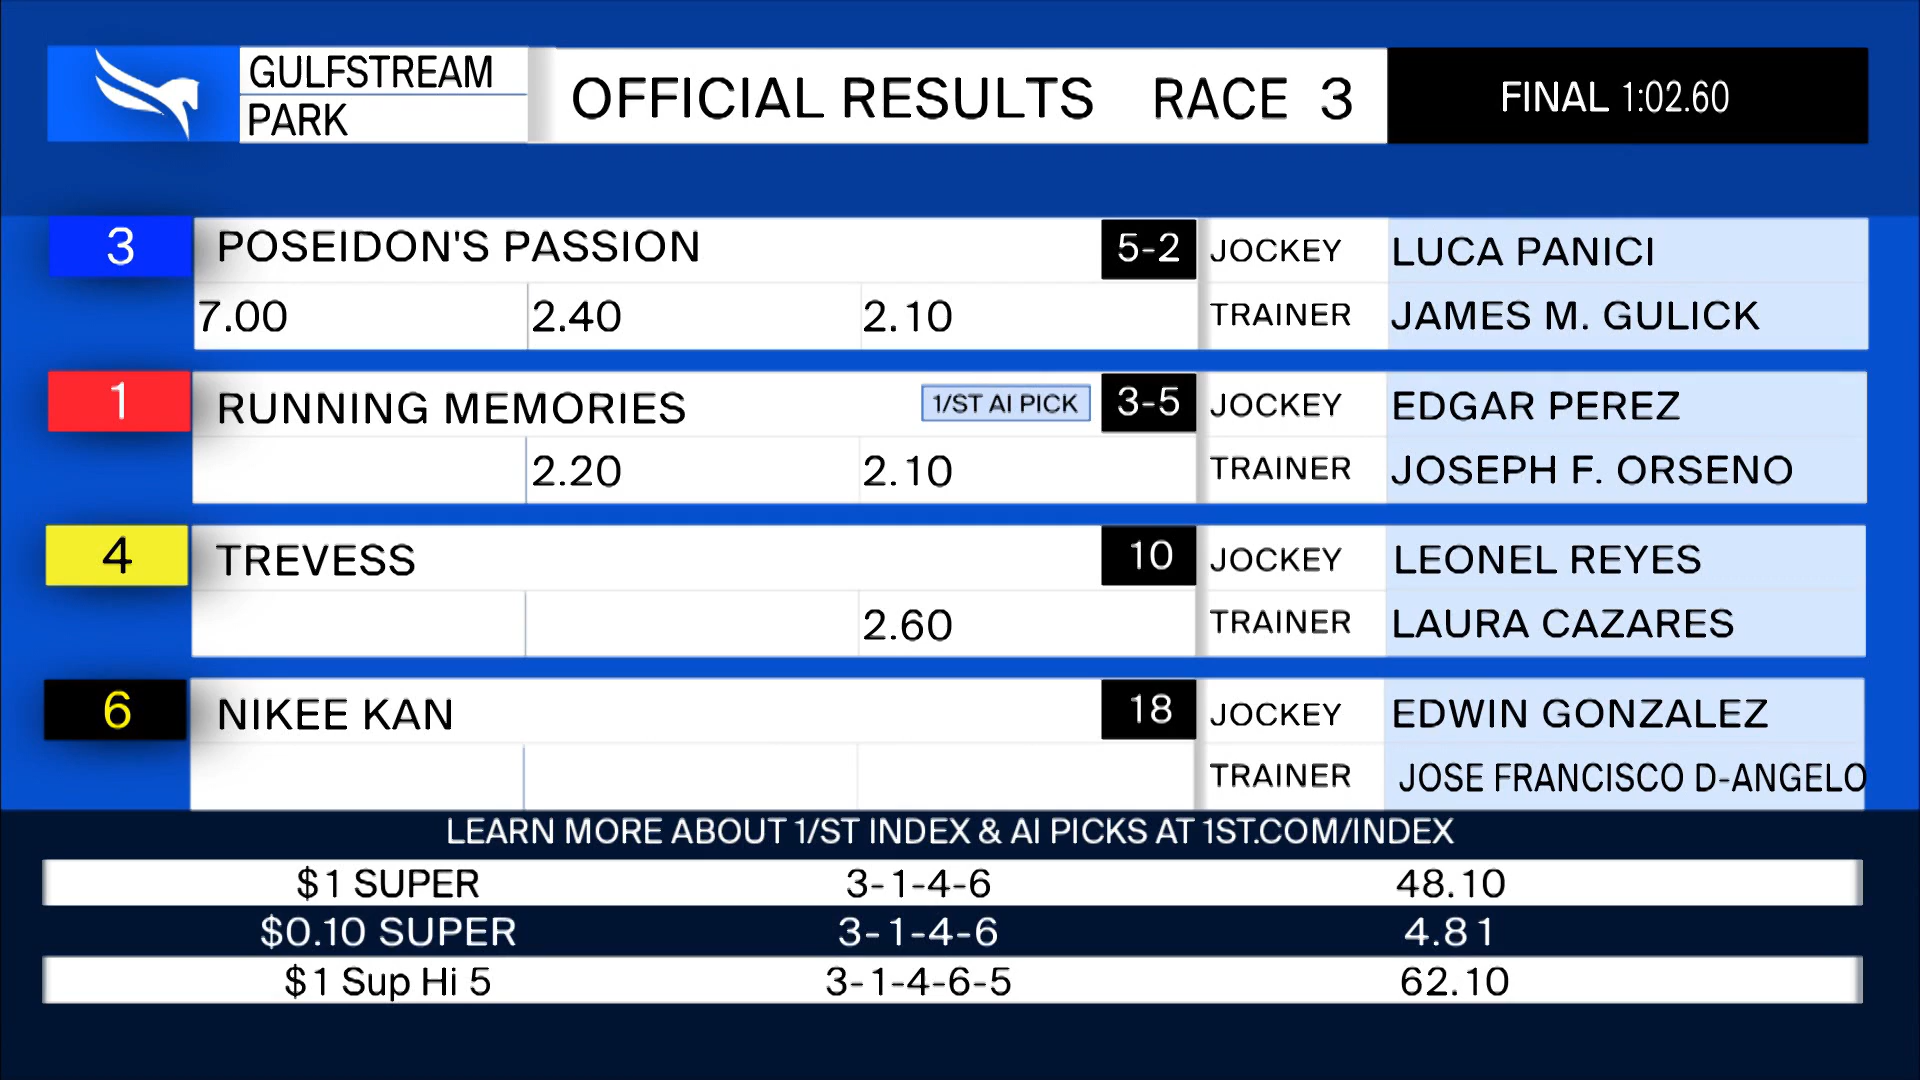 GULFSTREAM
PARK
OFFICIAL RESULTS RACE 3
FINAL 1:02.60
3 POSEIDON'S PASSION 5-2 JOCKEY LUCA PANICI
7.00 2.40 2.10 TRAINER JAMES M. GULICK
1 RUNNING MEMORIES 1/ST AI PICK 3-5 JOCKEY EDGAR PEREZ
2.20 2.10 TRAINER JOSEPH F. ORSENO
4 TREVESS 10 JOCKEY LEONEL REYES
2.60 TRAINER LAURA CAZARES
6 NIKEE KAN 18 JOCKEY EDWIN GONZALEZ
TRAINER JOSE FRANCISCO D-ANGELO
LEARN MORE ABOUT 1/ST INDEX & AI PICKS AT 1ST.COM/INDEX
$1 SUPER 3-1-4-6 48.10
$0.10 SUPER 3-1-4-6 4.81
$1 Sup Hi 5 3-1-4-6-5 62.10